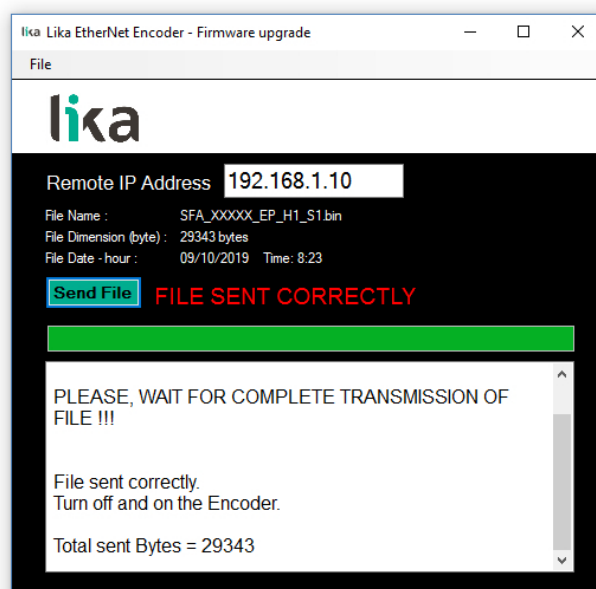 lika Lika EtherNet Encoder - Firmware upgrade
File
lika
Remote IP Address 192.168.1.10
File Name : SFA_XXXXX_EP_H1_S1.bin
File Dimension (byte) : 29343 bytes
File Date - hour : 09/10/2019 Time: 8:23
Send File FILE SENT CORRECTLY
PLEASE, WAIT FOR COMPLETE TRANSMISSION OF
FILE !!!
File sent correctly.
Turn off and on the Encoder.
Total sent Bytes = 29343